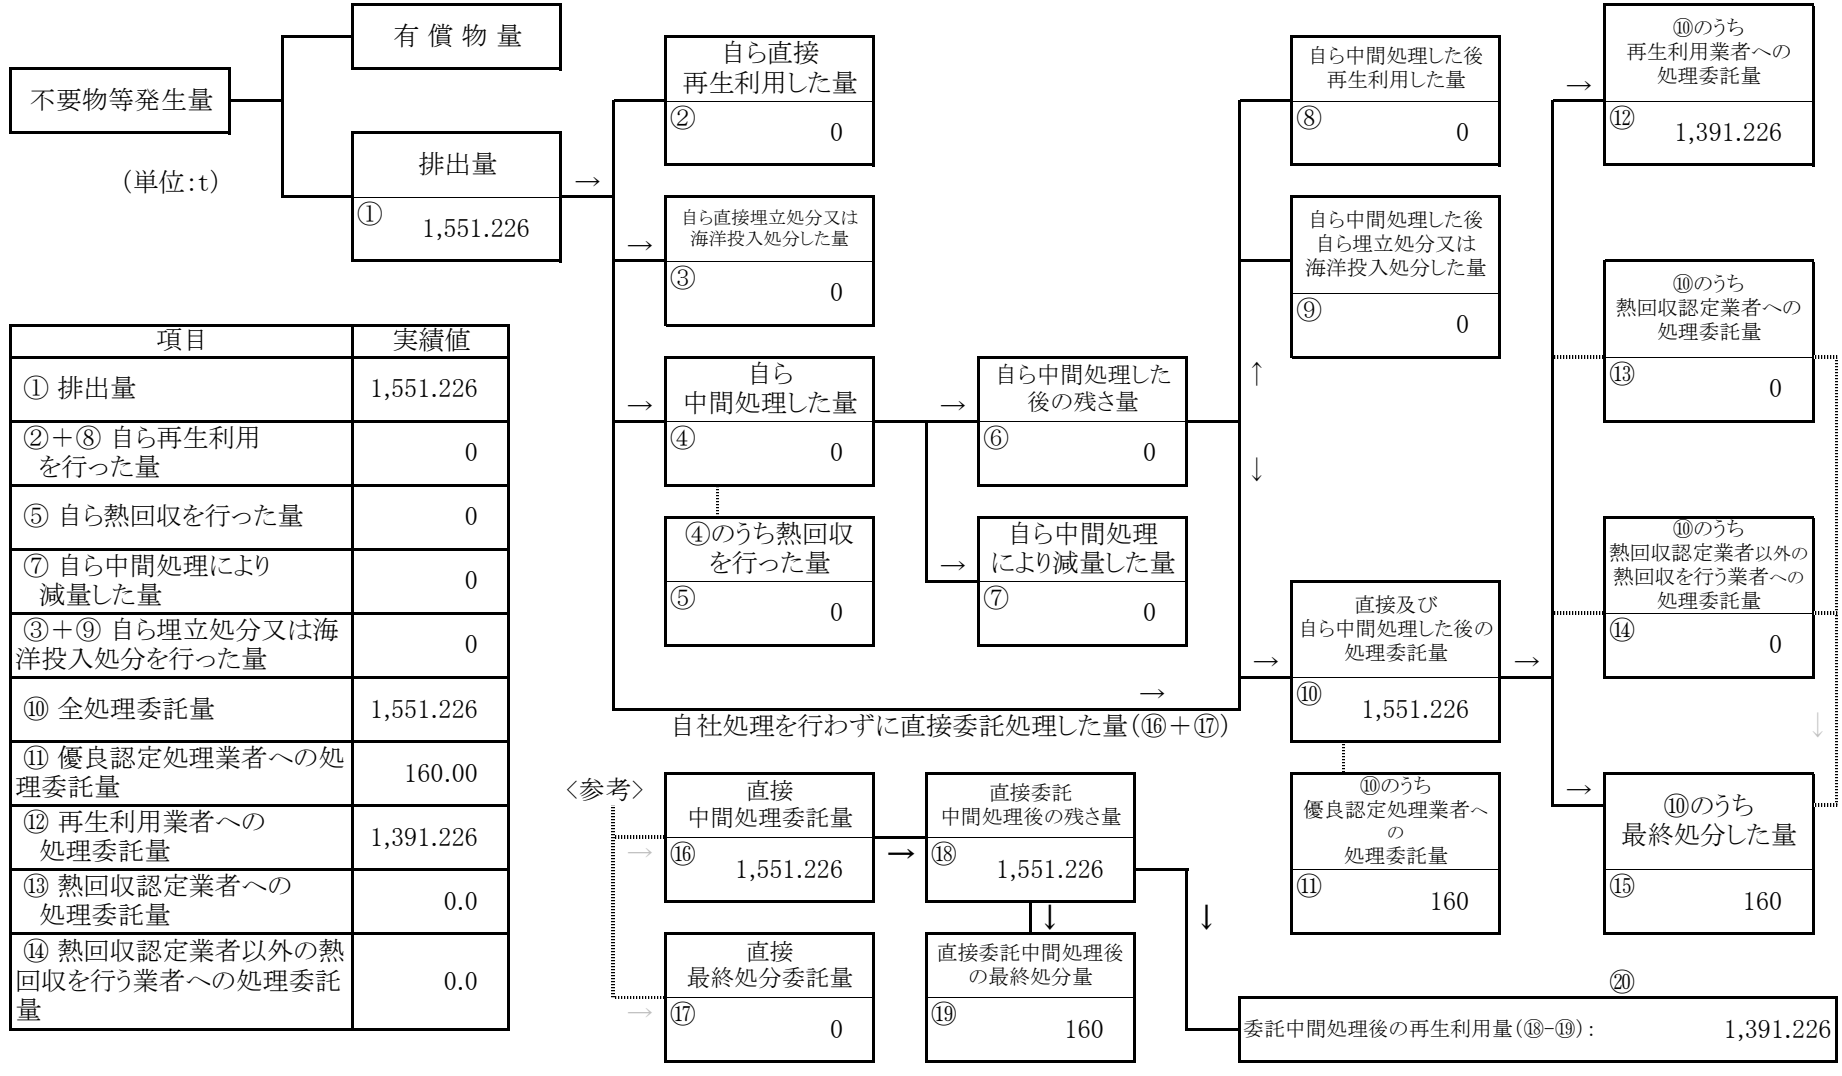 有 償 物 量
不要物等発生量
(単位:t)
排出量
①
1,551.226
→
自ら直接
再生利用した量
②
0
→
自ら直接埋立処分又は
海洋投入処分した量
③
0
→
自ら
中間処理した量
④
0
④のうち熱回収
を行った量
⑤
0
→
自ら中間処理した
後の残さ量
⑥
0
→
自ら中間処理
により減量した量
⑦
0
自ら中間処理した後
再生利用した量
⑧
0
自ら中間処理した後
自ら埋立処分又は
海洋投入処分した量
⑨
0
↑
↓
→
自社処理を行わずに直接委託処理した量(⑯+⑰)
→
直接及び
自ら中間処理した後の
処理委託量
⑩
1,551.226
⑩のうち
優良認定処理業者へ
の
処理委託量
⑪
160
→
→
⑩のうち
再生利用業者への
処理委託量
⑫
1,391.226
⑩のうち
熱回収認定業者への
処理委託量
⑬
0
⑩のうち
熱回収認定業者以外の
熱回収を行う業者への
処理委託量
⑭
0
↓
→
⑩のうち
最終処分した量
⑮
160
項目 実績値
① 排出量 1,551.226
②+⑧ 自ら再生利用
を行った量
0
⑤ 自ら熱回収を行った量 0
⑦ 自ら中間処理により
減量した量
0
③+⑨ 自ら埋立処分又は海
洋投入処分を行った量
0
⑩ 全処理委託量 1,551.226
⑪ 優良認定処理業者への処
理委託量
160.00
⑫ 再生利用業者への
処理委託量
1,391.226
⑬ 熱回収認定業者への
処理委託量
0.0
⑭ 熱回収認定業者以外の熱
回収を行う業者への処理委託
量
0.0
<参考>
→
直接
中間処理委託量
⑯
1,551.226
→
直接委託
中間処理後の残さ量
⑱
1,551.226
↓
↓
→
直接
最終処分委託量
⑰
0
直接委託中間処理後
の最終処分量
⑲
160
⑳
委託中間処理後の再生利用量(⑱-⑲): 1,391.226